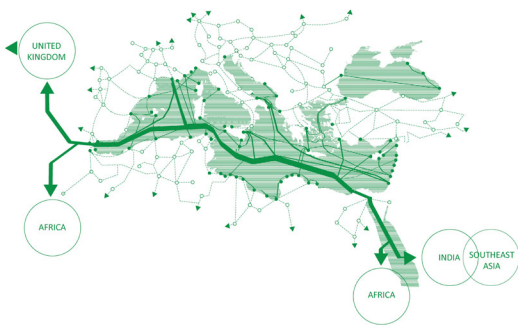 UNITED
KINGDOM
AFRICA
INDIA
SOUTHEAST
ASIA
AFRICA